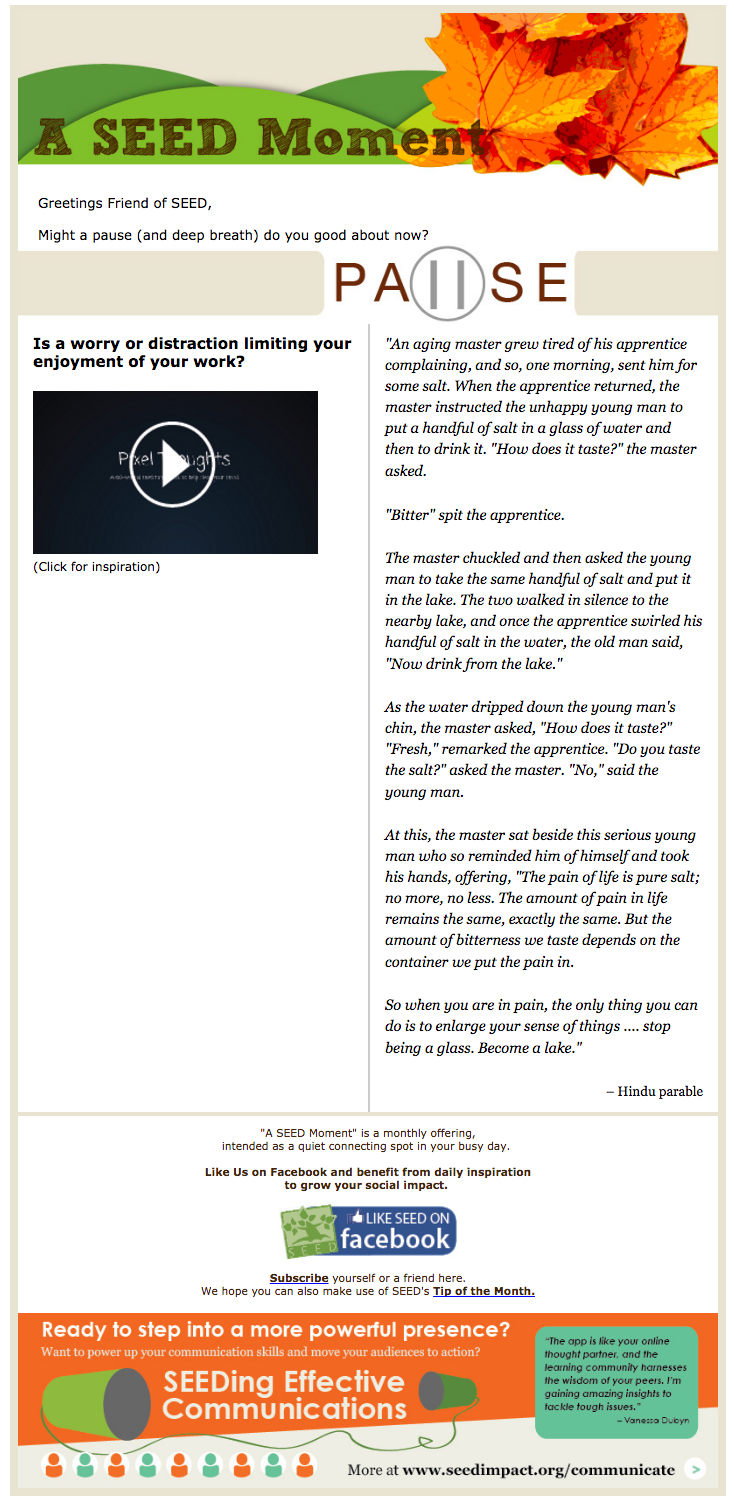 A SEED Moment
Greetings Friend of SEED,
Might a pause (and deep breath) do you good about now?
PAUSE
Is a worry or distraction limiting your
enjoyment of your work?
Pixel Thoughts
(Click for inspiration)
"An aging master grew tired of his apprentice
complaining, and so, one morning, sent him for
some salt. When the apprentice returned, the
master instructed the unhappy young man to
put a handful of salt in a glass of water and
then to drink it. "How does it taste?" the master
asked.
"Bitter" spit the apprentice.
The master chuckled and then asked the young
man to take the same handful of salt and put it
in the lake. The two walked in silence to the
nearby lake, and once the apprentice swirled his
handful of salt in the water, the old man said,
"Now drink from the lake."
As the water dripped down the young man's
chin, the master asked, "How does it taste?"
"Fresh," remarked the apprentice. "Do you taste
the salt?" asked the master. "No," said the
young man.
At this, the master sat beside this serious young
man who so reminded him of himself and took
his hands, offering, "The pain of life is pure salt;
no more, no less. The amount of pain in life
remains the same, exactly the same. But the
amount of bitterness we taste depends on the
container we put the pain in.
So when you are in pain, the only thing you can
do is to enlarge your sense of things .... stop
being a glass. Become a lake."
– Hindu parable
"A SEED Moment" is a monthly offering,
intended as a quiet connecting spot in your busy day.
Like Us on Facebook and benefit from daily inspiration
to grow your social impact.
SEED
LIKE SEED ON
facebook
Subscribe yourself or a friend here.
We hope you can also make use of SEED's Tip of the Month.
Ready to step into a more powerful presence?
Want to power up your communication skills and move your audiences to action?
SEEDing Effective
Communications
"The app is like your online
thought partner, and the
learning community harnesses
the wisdom of your peers. I'm
gaining amazing insights to
tackle tough issues."
– Vanessa Dubyn
More at www.seedimpact.org/communicate >